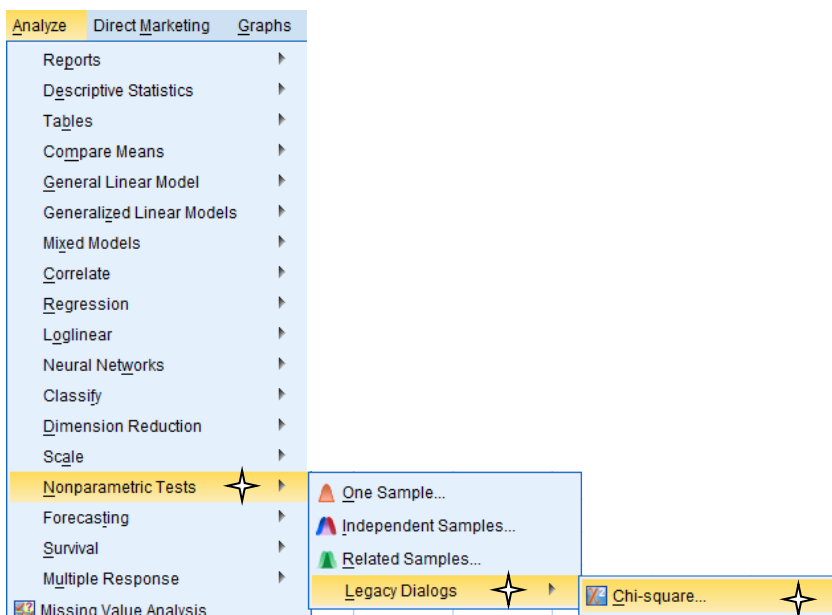 Analyze Direct Marketing Graphs
Reports
Descriptive Statistics
Tables
Compare Means
General Linear Model
Generalized Linear Models
Mixed Models
Correlate
Regression
Loglinear
Neural Networks
Classify
Dimension Reduction
Scale
Nonparametric Tests
Forecasting
Survival
Multiple Response
Missing Value Analysis
One Sample...
Independent Samples...
Related Samples...
Legacy Dialogs
Chi-square...